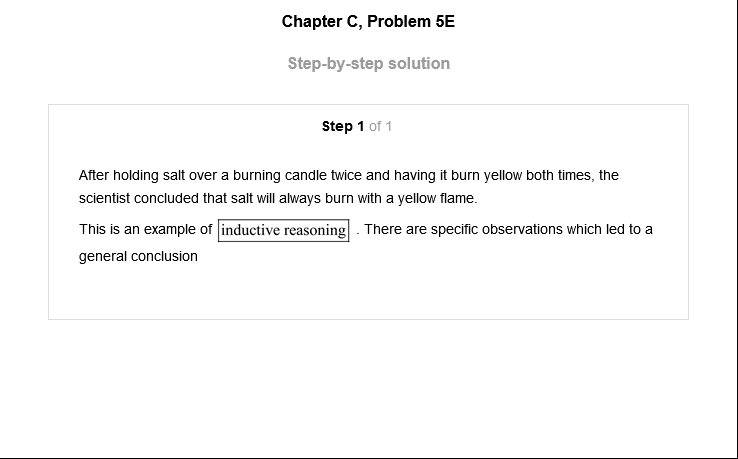 Chapter C, Problem 5E
Step-by-step solution
Step 1 of 1
After holding salt over a burning candle twice and having it burn yellow both times, the
scientist concluded that salt will always burn with a yellow flame.
This is an example of inductive reasoning . There are specific observations which led to a
general conclusion